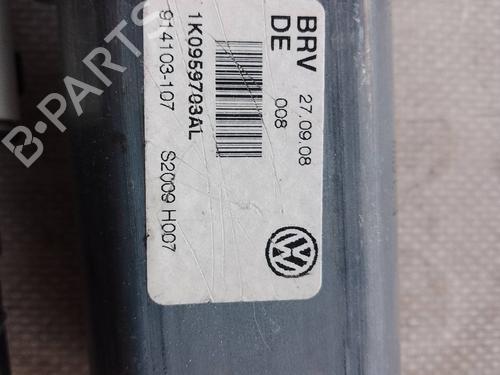 BRV
DE
27.09.08
008
1K0959703AL
914103-107
S2009 H007
B-PARTS